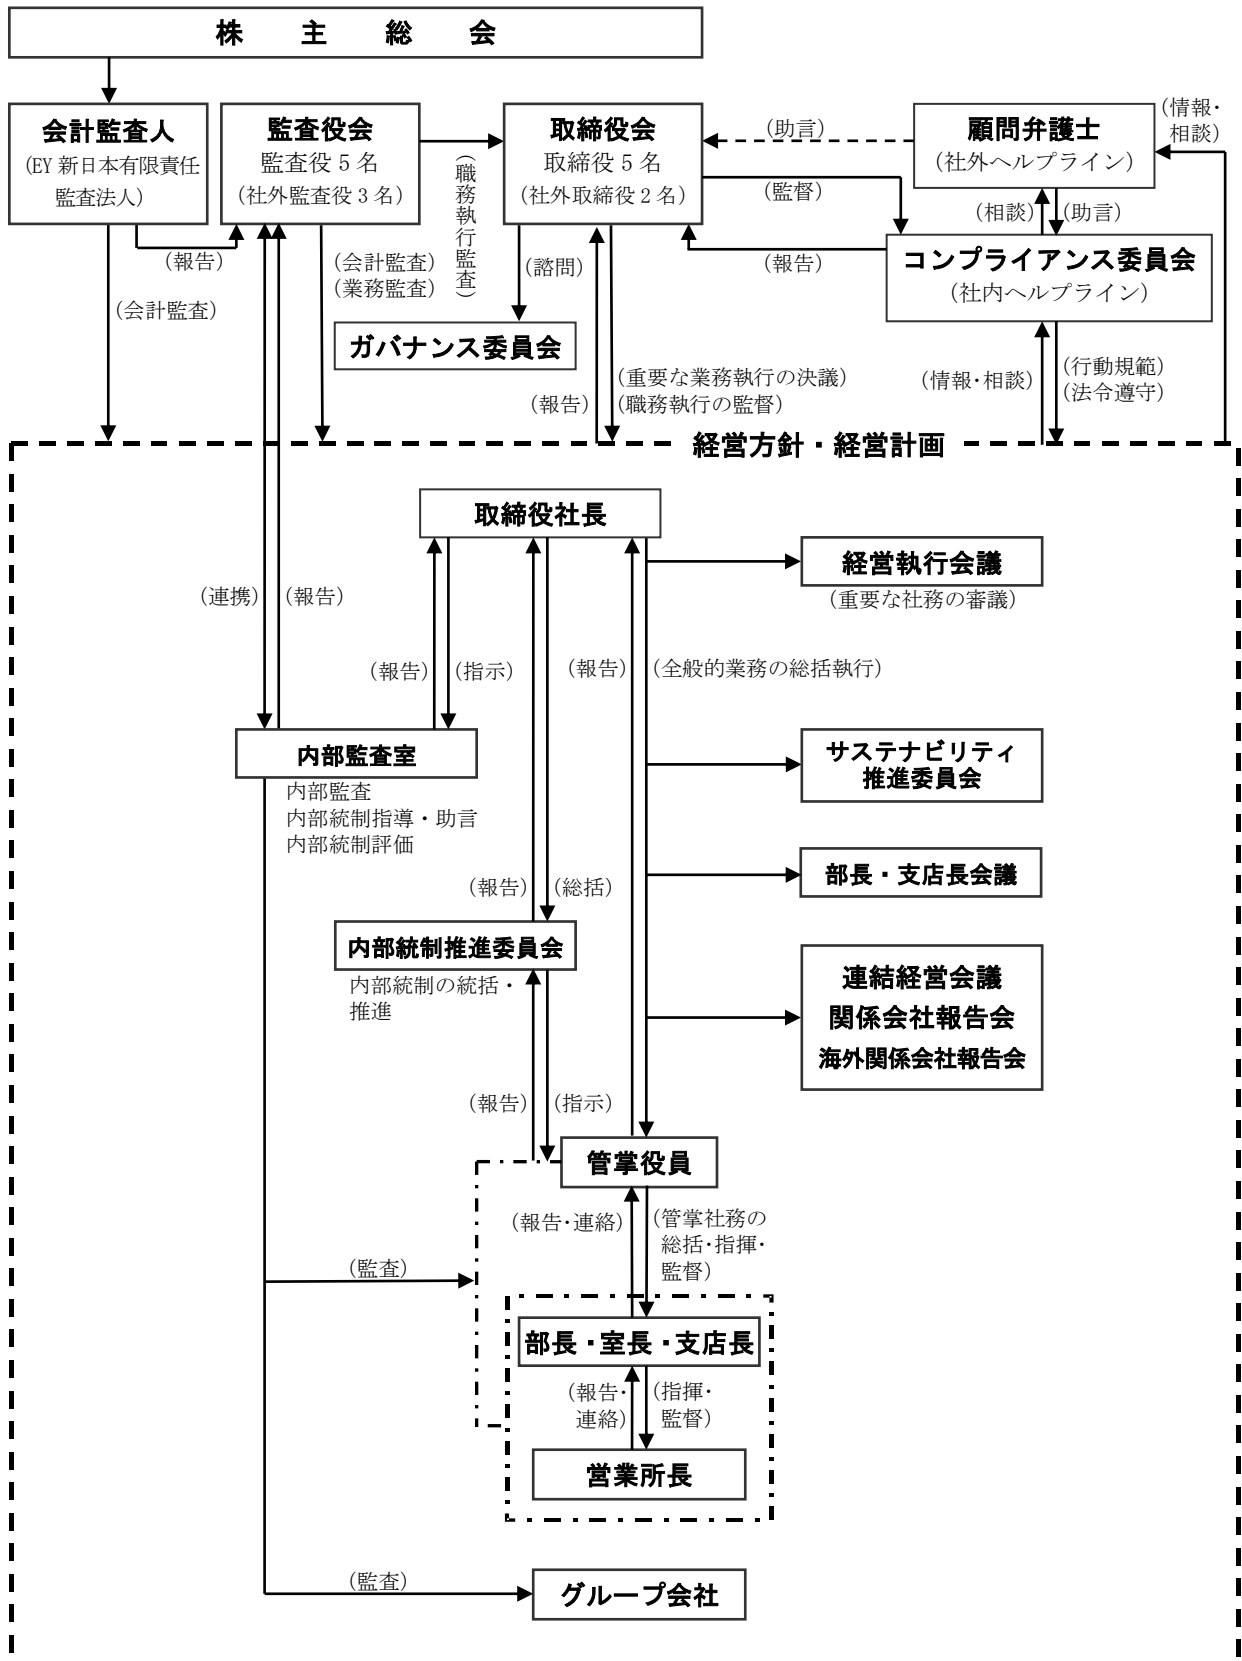 株　主　総　会
会計監査人
(EY 新日本有限責任
監査法人)
監査役会
監査役５名
(社外監査役３名)
取締役会
取締役５名
(社外取締役２名)
顧問弁護士
(社外ヘルプライン)
(情報・
相談)
(助言)
(職務執行監査)
(監督)
(相談)
(助言)
(報告)
(会計監査)
(業務監査)
(諮問)
(報告)
コンプライアンス委員会
(社内ヘルプライン)
(会計監査)
ガバナンス委員会
(報告)
(重要な業務執行の決議)
(職務執行の監督)
(情報・相談)
(行動規範)
(法令遵守)
経営方針・経営計画
取締役社長
経営執行会議
(重要な社務の審議)
(連携)
(報告)
(報告)
(指示)
(報告)
(全般的業務の総括執行)
内部監査室
内部監査
内部統制指導・助言
内部統制評価
サステナビリティ
推進委員会
部長・支店長会議
(報告)
(総括)
内部統制推進委員会
内部統制の統括・
推進
連結経営会議
関係会社報告会
海外関係会社報告会
(報告)
(指示)
管掌役員
(報告・連絡)
(管掌社務の
総括・指揮・
監督)
(監査)
部長・室長・支店長
(報告・
連絡)
(指揮・
監督)
営業所長
(監査)
グループ会社